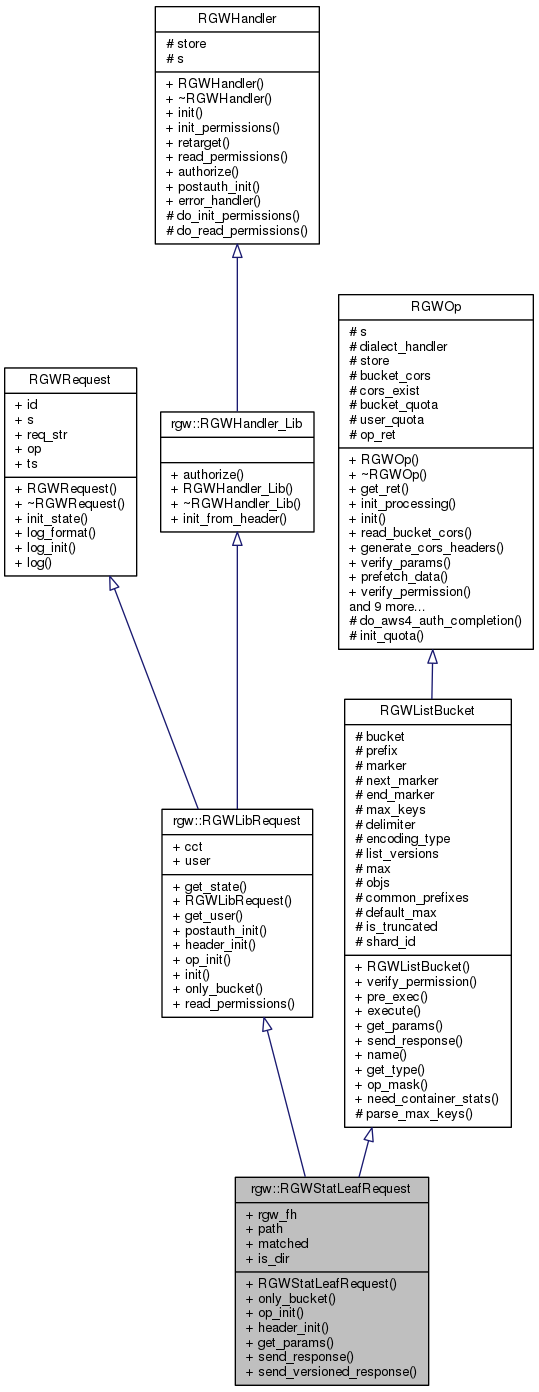 RGWHandler
# store
# s
+ RGWHandler()
+ ~RGWHandler()
+ init()
+ init_permissions()
+ retarget()
+ read_permissions()
+ authorize()
+ postauth_init()
+ error_handler()
# do_init_permissions()
# do_read_permissions()
RGWOp
# s
# dialect_handler
# store
# bucket_cors
# cors_exist
# bucket_quota
# user_quota
# op_ret
+ RGWOp()
+ ~RGWOp()
+ get_ret()
+ init_processing()
+ init()
+ read_bucket_cors()
+ generate_cors_headers()
+ verify_params()
+ prefetch_data()
+ verify_permission()
and 9 more...
# do_aws4_auth_completion()
# init_quota()
RGWRequest
+ id
+ s
+ req_str
+ op
+ ts
+ RGWRequest()
+ ~RGWRequest()
+ init_state()
+ log_format()
+ log_init()
+ log()
rgw::RGWHandler_Lib
+ authorize()
+ RGWHandler_Lib()
+ ~RGWHandler_Lib()
+ init_from_header()
RGWListBucket
# bucket
# prefix
# marker
# next_marker
# end_marker
# max_keys
# delimiter
# encoding_type
# list_versions
# max
# objs
# common_prefixes
# default_max
# is_truncated
# shard_id
+ RGWListBucket()
+ verify_permission()
+ pre_exec()
+ execute()
+ get_params()
+ send_response()
+ name()
+ get_type()
+ op_mask()
+ need_container_stats()
# parse_max_keys()
rgw::RGWLibRequest
+ cct
+ user
+ get_state()
+ RGWLibRequest()
+ get_user()
+ postauth_init()
+ header_init()
+ op_init()
+ init()
+ only_bucket()
+ read_permissions()
rgw::RGWStatLeafRequest
+ rgw_fh
+ path
+ matched
+ is_dir
+ RGWStatLeafRequest()
+ only_bucket()
+ op_init()
+ header_init()
+ get_params()
+ send_response()
+ send_versioned_response()